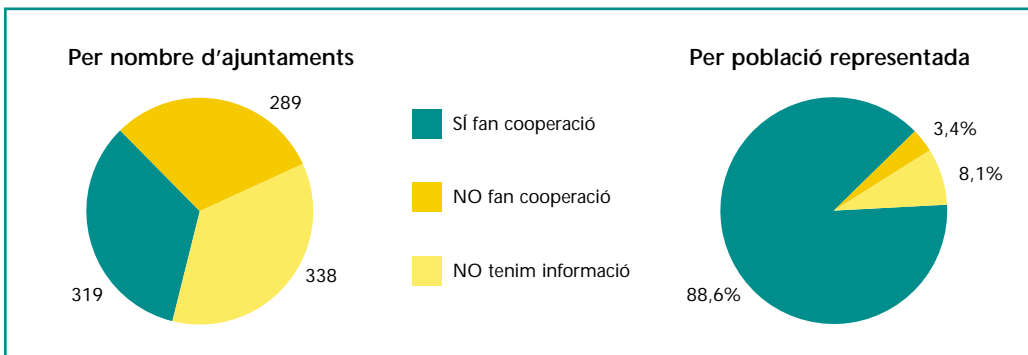 Per nombre d'ajuntaments
289
319
338
SÍ fan cooperació
NO fan cooperació
NO tenim informació
Per població representada
3,4%
8,1%
88,6%